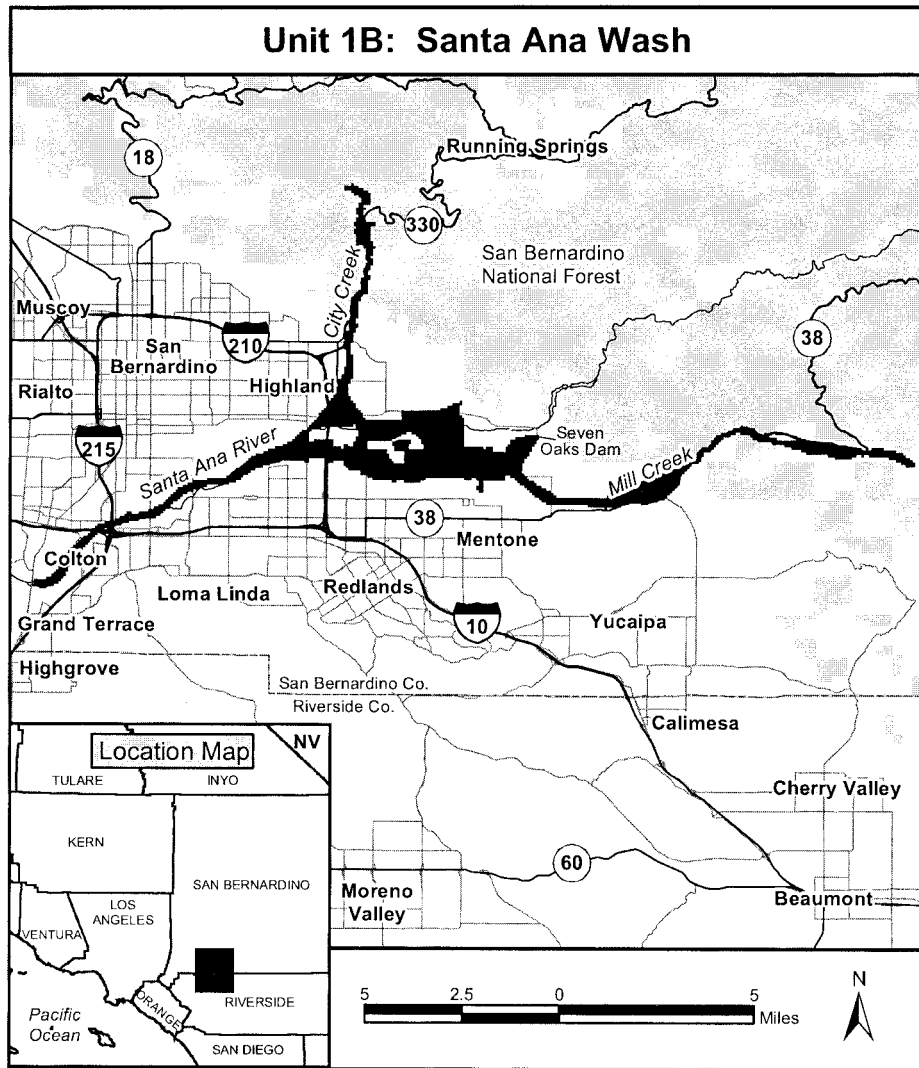 Unit 1B: Santa Ana Wash
18
Running Springs
330
San Bernardino
National Forest
City Creek
Muscoy
San
Bernardino
210
38
Rialto
Highland
215
Santa Ana River
Seven
Oaks Dam
Mill Creek
38
Mentone
Colton
Loma Linda
Redlands
Grand Terrace
10
Yucaipa
Highgrove
San Bernardino Co.
Riverside Co.
Calimesa
Cherry Valley
60
Moreno
Valley
Beaumont
Location Map
NV
TULARE
INYO
KERN
SAN BERNARDINO
LOS
ANGELES
VENTURA
ORANGE
RIVERSIDE
Pacific
Ocean
SAN DIEGO
5 2.5 0 5
Miles
N